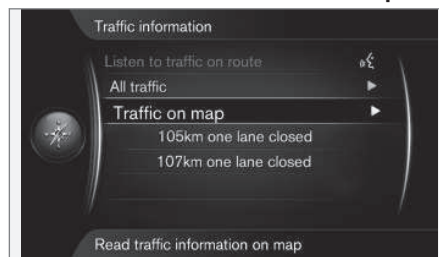 Traffic information
Listen to traffic on route
All traffic
Traffic on map
105km one lane closed
107km one lane closed
Read traffic information on map